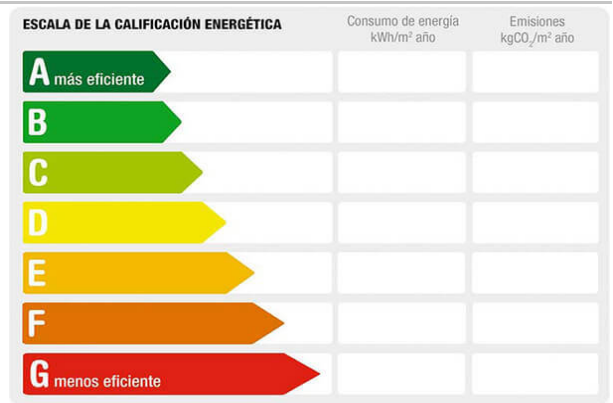 ESCALA DE LA CALIFICACIÓN ENERGÉTICA
Consumo de energía
kWh/m² año
Emisiones
kgCO₂/m² año
A más eficiente
B
C
D
E
F
G menos eficiente